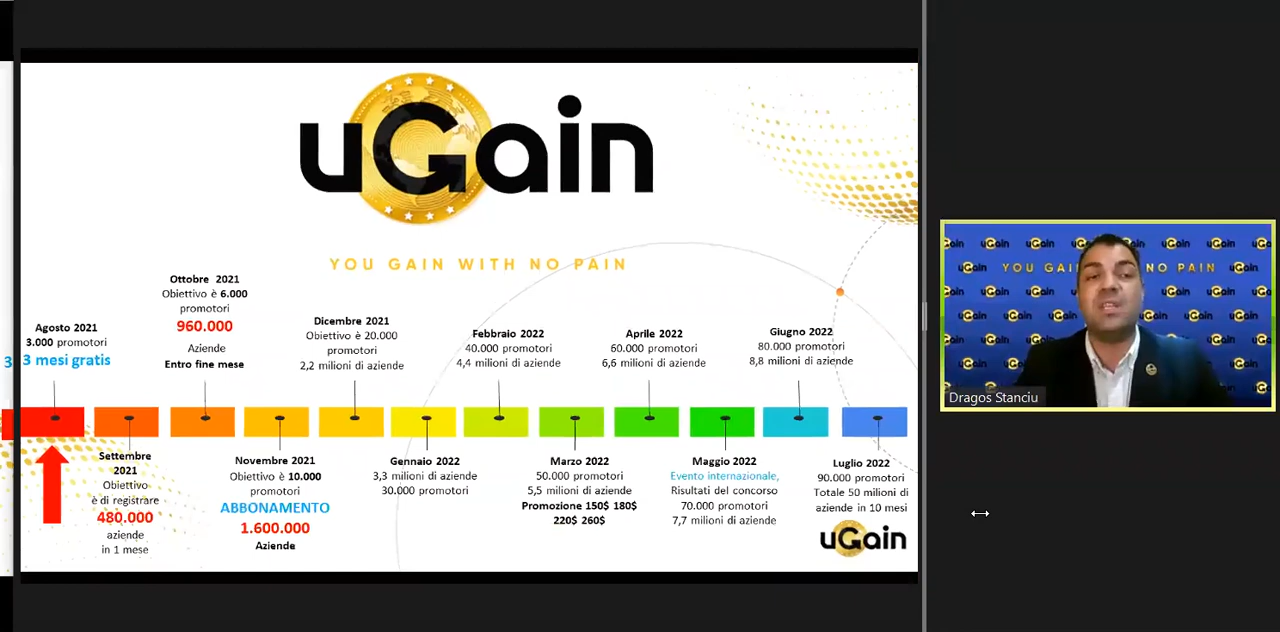 uGain
YOU GAIN WITH NO PAIN
Agosto 2021
3.000 promotori
3 mesi gratis
Settembre
2021
Obiettivo
è di registrare
480.000
aziende
in 1 mese
Ottobre 2021
Obiettivo è 6.000
promotori
960.000
Aziende
Entro fine mese
Novembre 2021
Obiettivo è 10.000
promotori
ABBONAMENTO
1.600.000
Aziende
Dicembre 2021
Obiettivo è 20.000
promotori
2,2 milioni di aziende
Gennaio 2022
3,3 milioni di aziende
30.000 promotori
Febbraio 2022
40.000 promotori
4,4 milioni di aziende
Marzo 2022
50.000 promotori
5,5 milioni di aziende
Promozione 150$ 180$
220$ 260$
Aprile 2022
60.000 promotori
6,6 milioni di aziende
Maggio 2022
Evento internazionale,
Risultati del concorso
70.000 promotori
7,7 milioni di aziende
Giugno 2022
80.000 promotori
8,8 milioni di aziende
Luglio 2022
90.000 promotori
Totale 50 milioni di
aziende in 10 mesi
uGain
YOU GAIN NO PAIN
Dragos Stanciu